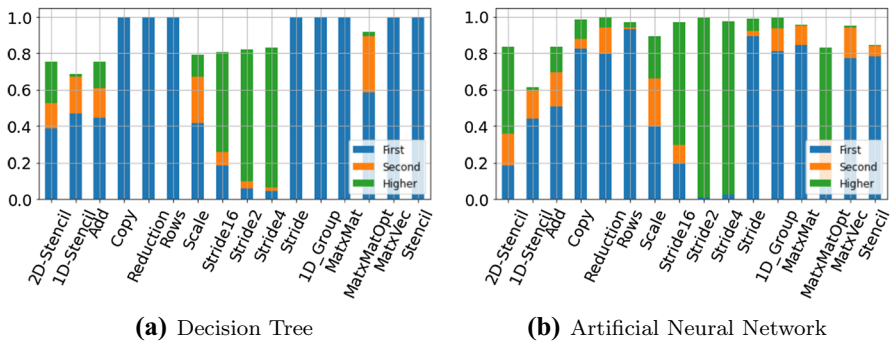 1.0
0.8
0.6
0.4
0.2
0.0
First
Second
Higher
2D-Stencil
1D-Stencil
Add
Copy
Reduction
Rows
Scale
Stride16
Stride2
Stride4
Stride
1D_Group
MatxMat
MatxMatOpt
MatxVec
Stencil
(a) Decision Tree
1.0
0.8
0.6
0.4
0.2
0.0
First
Second
Higher
2D-Stencil
1D-Stencil
Add
Copy
Reduction
Rows
Scale
Stride16
Stride2
Stride4
Stride
1D_Group
MatxMat
MatxMatOpt
MatxVec
Stencil
(b) Artificial Neural Network